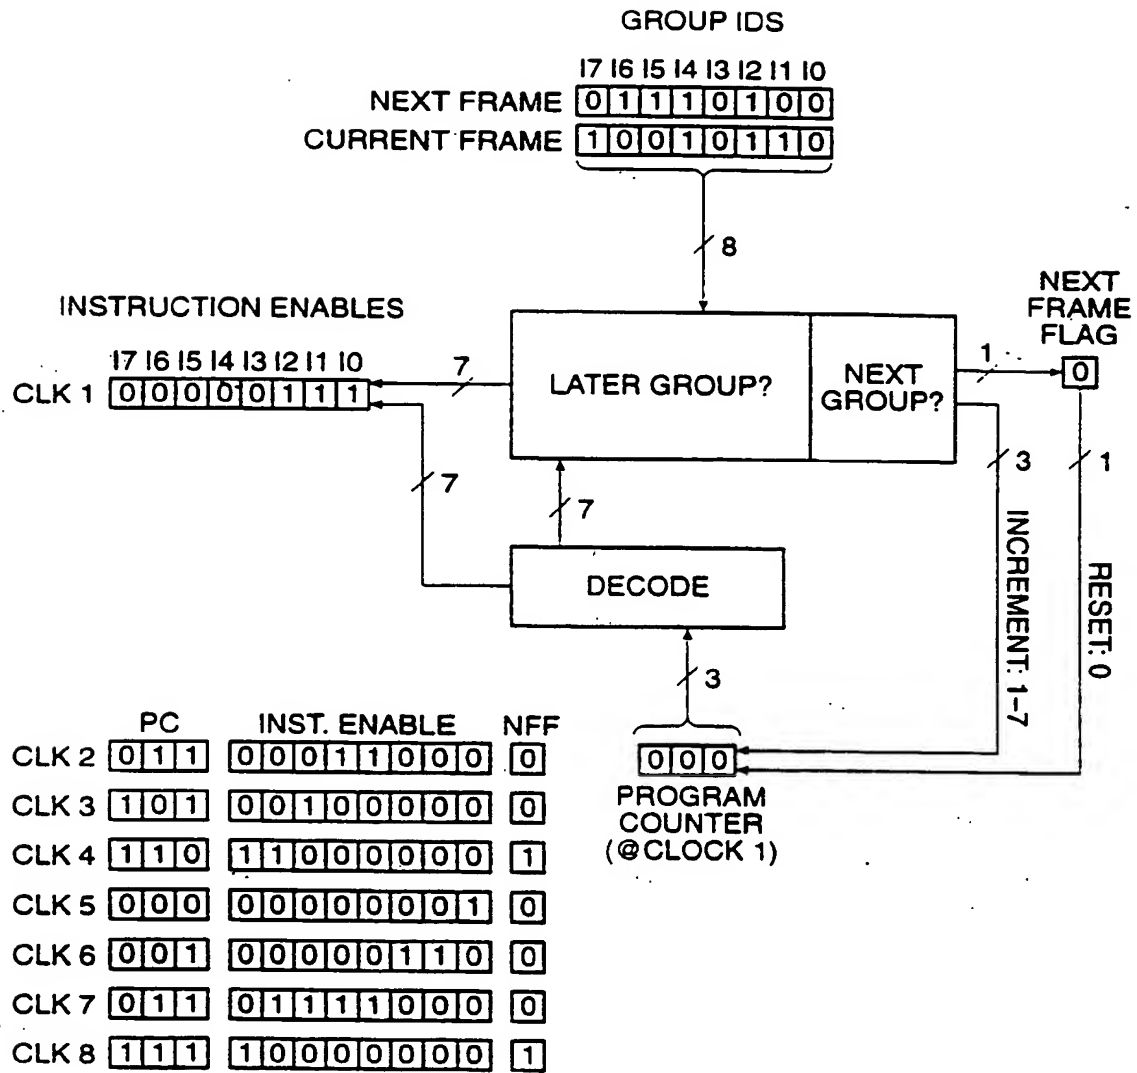 GROUP IDS
I7 I6 I5 I4 I3 I2 I1 I0
NEXT FRAME 0 1 1 1 0 1 0 0
CURRENT FRAME 1 0 0 1 0 1 1 0
8
INSTRUCTION ENABLES
I7 I6 I5 I4 I3 I2 I1 I0
CLK 1 0 0 0 0 0 1 1 1
7
LATER GROUP?
NEXT
GROUP?
1
NEXT
FRAME
FLAG
0
7
7
3
1
DECODE
INCREMENT: 1–7
RESET: 0
3
0 0 0
PROGRAM
COUNTER
(@CLOCK 1)
PC INST. ENABLE NFF
CLK 2 0 1 1 0 0 0 1 1 0 0 0 0
CLK 3 1 0 1 0 0 1 0 0 0 0 0 0
CLK 4 1 1 0 1 1 0 0 0 0 0 0 1
CLK 5 0 0 0 0 0 0 0 0 0 0 1 0
CLK 6 0 0 1 0 0 0 0 0 1 1 0 0
CLK 7 0 1 1 0 1 1 1 1 0 0 0 0
CLK 8 1 1 1 1 0 0 0 0 0 0 0 1